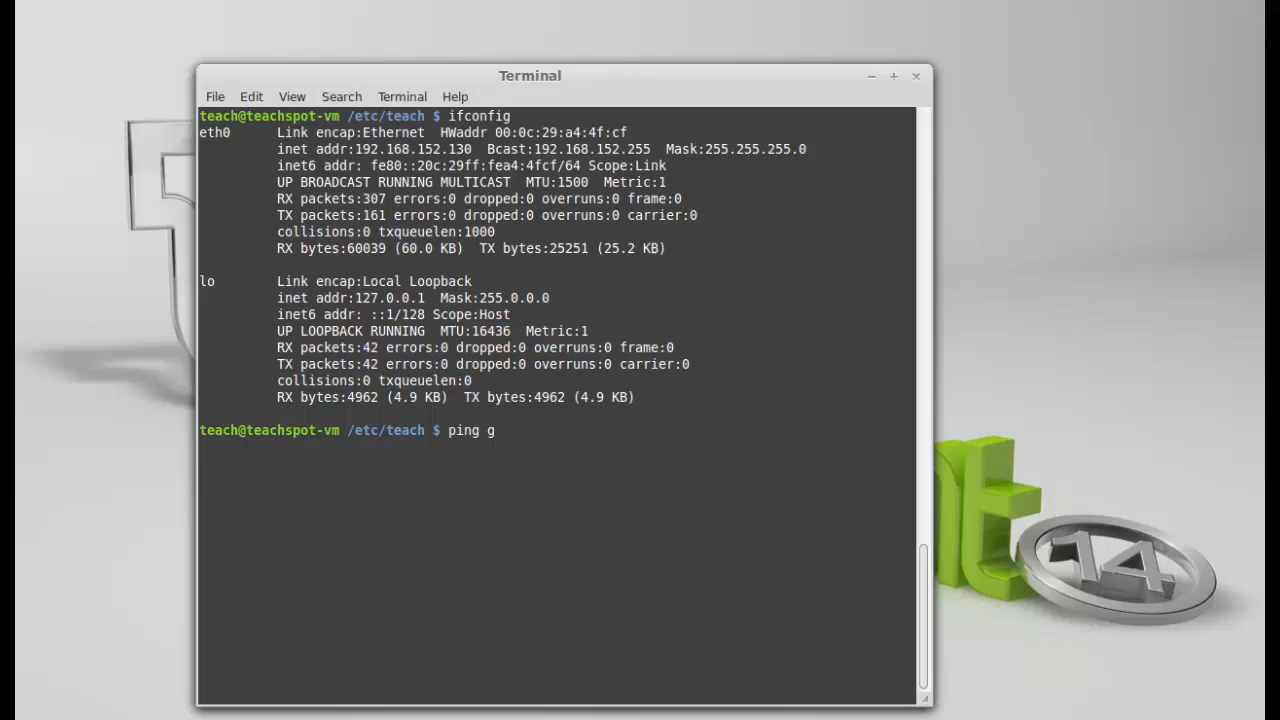 Terminal
File Edit View Search Terminal Help
teach@teachspot-vm /etc/teach $ ifconfig
eth0 Link encap:Ethernet HWaddr 00:0c:29:a4:4f:cf
inet addr:192.168.152.130 Bcast:192.168.152.255 Mask:255.255.255.0
inet6 addr: fe80::20c:29ff:fea4:4fcf/64 Scope:Link
UP BROADCAST RUNNING MULTICAST MTU:1500 Metric:1
RX packets:307 errors:0 dropped:0 overruns:0 frame:0
TX packets:161 errors:0 dropped:0 overruns:0 carrier:0
collisions:0 txqueuelen:1000
RX bytes:60039 (60.0 KB) TX bytes:25251 (25.2 KB)
lo Link encap:Local Loopback
inet addr:127.0.0.1 Mask:255.0.0.0
inet6 addr: ::1/128 Scope:Host
UP LOOPBACK RUNNING MTU:16436 Metric:1
RX packets:42 errors:0 dropped:0 overruns:0 frame:0
TX packets:42 errors:0 dropped:0 overruns:0 carrier:0
collisions:0 txqueuelen:0
RX bytes:4962 (4.9 KB) TX bytes:4962 (4.9 KB)
teach@teachspot-vm /etc/teach $ ping g
14